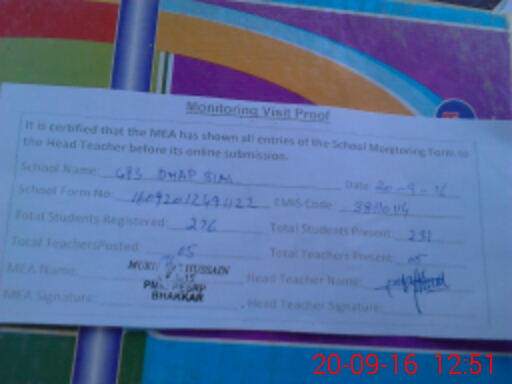 Monitoring Visit Proof
It is certified that the MEA has shown all entries of the School Monitoring Form to
the Head Teacher before its online submission.
School Name: GPS DHAP SIAL Date: 20-9-16
School Form No: EMIS Code:
Total Students Registered: 276 Total Students Present: 231
Total TeachersPosted: 05 Total Teachers Present: 05
MEA Name: HUSSAIN Head Teacher Name:
BHAKKAR
MEA Signature: Head Teacher Signature:
20-09-16 12:51